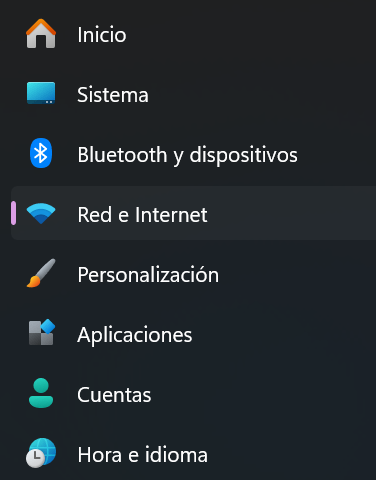 Inicio
Sistema
Bluetooth y dispositivos
Red e Internet
Personalización
Aplicaciones
Cuentas
Hora e idioma